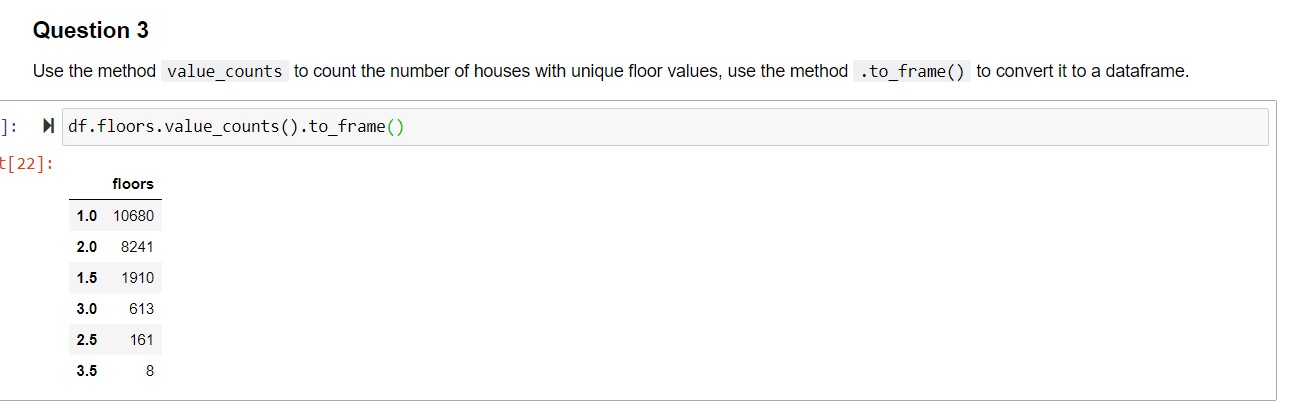 Question 3
Use the method value_counts to count the number of houses with unique floor values, use the method .to_frame() to convert it to a dataframe.
]: df.floors.value_counts().to_frame()
t[22]:
floors
1.0 10680
2.0 8241
1.5 1910
3.0 613
2.5 161
3.5 8